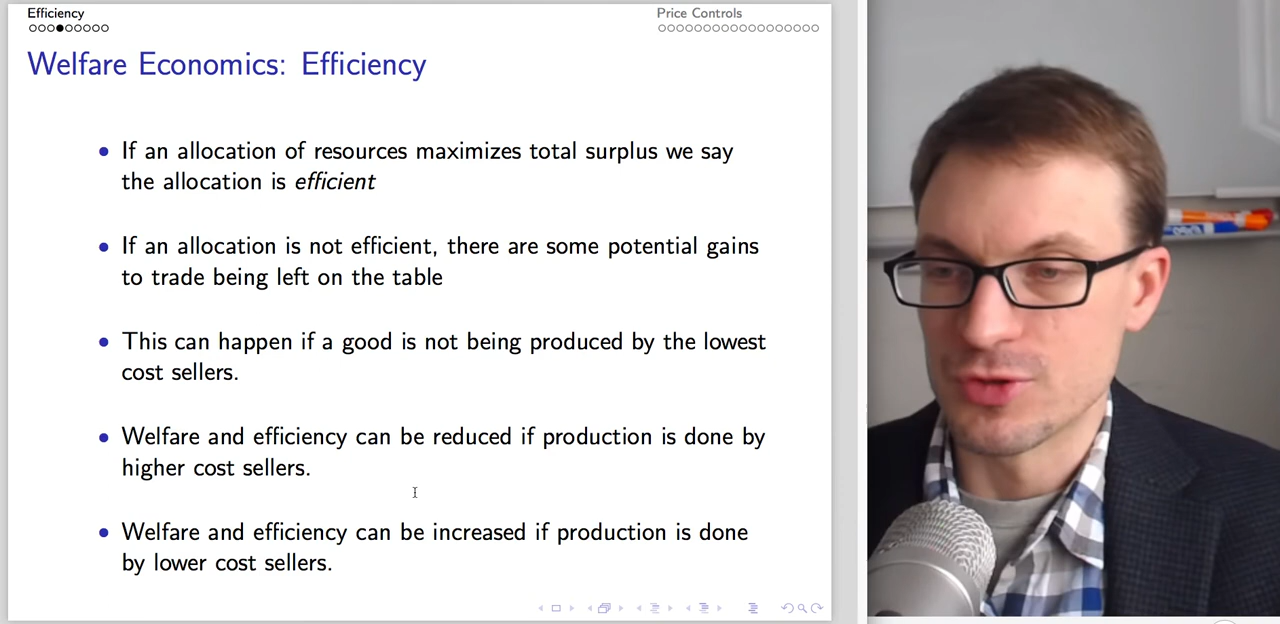 Efficiency
Price Controls
Welfare Economics: Efficiency
If an allocation of resources maximizes total surplus we say
the allocation is efficient
If an allocation is not efficient, there are some potential gains
to trade being left on the table
This can happen if a good is not being produced by the lowest
cost sellers.
Welfare and efficiency can be reduced if production is done by
higher cost sellers.
Welfare and efficiency can be increased if production is done
by lower cost sellers.